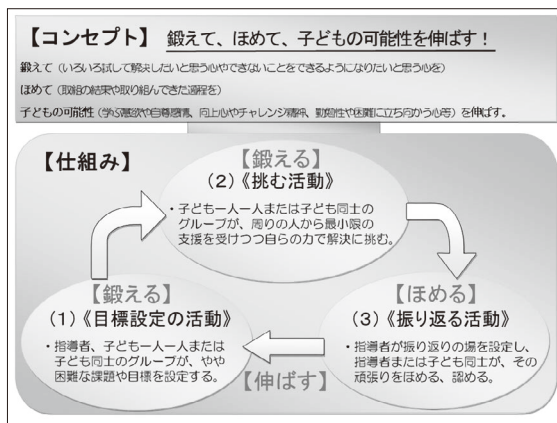 【コンセプト】 鍛えて、ほめて、子どもの可能性を伸ばす！
鍛えて（いろいろ試して解決したいと思う心やできないことをできるようになりたいと思う心を）
ほめて（取組の結果や取り組んできた過程を）
子どもの可能性（学ぶ意欲や自尊感情、向上心やチャレンジ精神、勤勉性や困難に立ち向かう心等）を伸ばす。
【仕組み】
【鍛える】
（2）《挑む活動》
・子ども一人一人または子ども同士の
グループが、周りの人から最小限の
支援を受けつつ自らの力で解決に挑む。
【鍛える】
（1）《目標設定の活動》
・指導者、子ども一人一人または
子ども同士のグループが、やや
困難な課題や目標を設定する。
【ほめる】
（3）《振り返る活動》
・指導者が振り返りの場を設定し、
指導者または子ども同士が、その
頑張りをほめる、認める。
【伸ばす】